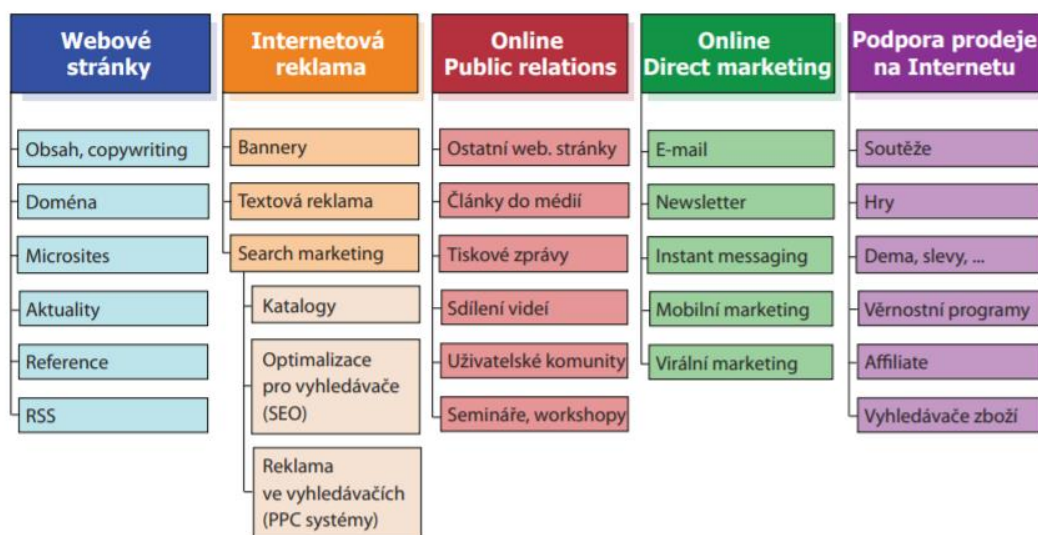 Webové
stránky
Obsah, copywriting
Doména
Microsites
Aktuality
Reference
RSS
Internetová
reklama
Bannery
Textová reklama
Search marketing
Katalogy
Optimalizace
pro vyhledávače
(SEO)
Reklama
ve vyhledávačích
(PPC systémy)
Online
Public relations
Ostatní web. stránky
Články do médií
Tiskové zprávy
Sdílení videí
Uživatelské komunity
Semináře, workshopy
Online
Direct marketing
E-mail
Newsletter
Instant messaging
Mobilní marketing
Virální marketing
Podpora prodeje
na Internetu
Soutěže
Hry
Dema, slevy, ...
Věrnostní programy
Affiliate
Vyhledávače zboží